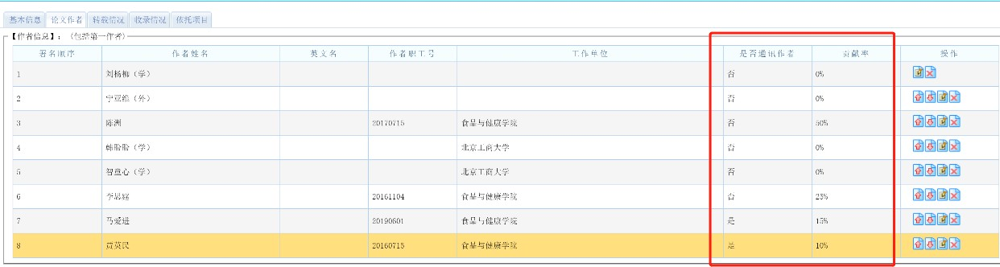 基本信息 论文作者 转载情况 收录情况 依托项目
【作者信息】：（包括第一作者）
署名顺序 作者姓名 英文名 作者职工号 工作单位 是否通讯作者 贡献率 操作
1 刘杨柳（学） 否 0%
2 宁亚维（外） 否 0%
3 陈洲 20170715 食品与健康学院 否 50%
4 韩盼盼（学） 北京工商大学 否 0%
5 智童心（学） 北京工商大学 否 0%
6 李思庭 20161104 食品与健康学院 否 25%
7 马爱进 20190601 食品与健康学院 是 15%
8 贾英民 20160715 食品与健康学院 是 10%